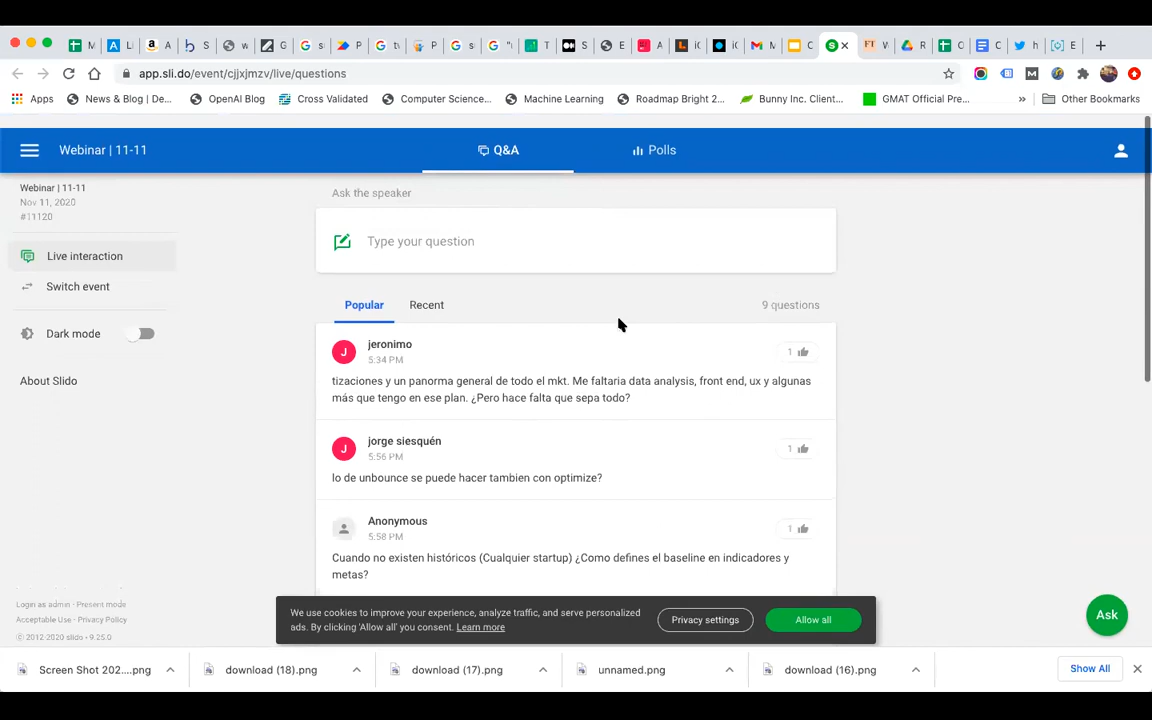 M
Li
a
A
S
w
G
s
P
tv
P
s
"
T
S
E
A
iC
iC
M
C
S
FT
W
R
C
C
h
E
app.sli.do/event/cjjxjmzv/live/questions
Apps
News & Blog | De...
OpenAI Blog
Cross Validated
Computer Science...
Machine Learning
Roadmap Bright 2...
Bunny Inc. Client...
GMAT Official Pre...
»
Other Bookmarks
Webinar | 11-11
Q&A
Polls
Webinar | 11-11
Nov 11, 2020
#11120
Live interaction
Switch event
Dark mode
About Slido
Ask the speaker
Type your question
Popular
Recent
9 questions
J
jeronimo
5:34 PM
1
tizaciones y un panorma general de todo el mkt. Me faltaria data analysis, front end, ux y algunas
más que tengo en ese plan. ¿Pero hace falta que sepa todo?
J
jorge siesquén
5:56 PM
1
lo de unbounce se puede hacer tambien con optimize?
Anonymous
5:58 PM
1
Cuando no existen históricos (Cualquier startup) ¿Como defines el baseline en indicadores y
metas?
Login as admin - Present mode
Acceptable Use - Privacy Policy
© 2012-2020 slido - 9.25.0
We use cookies to improve your experience, analyze traffic, and serve personalized
ads. By clicking 'Allow all' you consent. Learn more
Privacy settings
Allow all
Ask
Screen Shot 202....png
download (18).png
download (17).png
unnamed.png
download (16).png
Show All